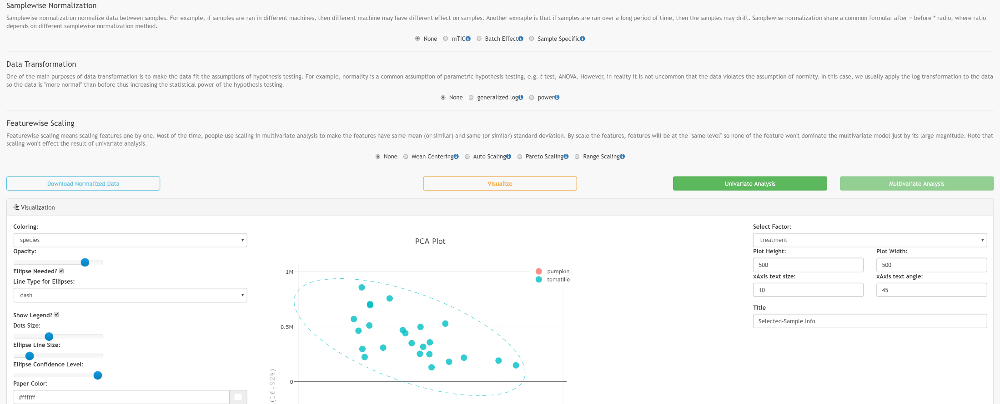 Samplewise Normalization
Samplewise normalization normalize data between samples. For example, if samples are ran in different machines, then different machine may have different effect on samples. Another exmaple is that if samples are ran over a long period of time, then the samples may drift. Samplewise normalization share a common formula: after = before * radio, where ratio
depends on different samplewise normalization method.
None mTIC Batch Effect Sample Specific
Data Transformation
One of the main purposes of data transformation is to make the data fit the assumptions of hypothesis testing. For example, normality is a common assumption of parametric hypothesis testing, e.g. t test, ANOVA. However, in reality it is not uncommon that the data violates the assumption of normlity. In this case, we usually apply the log transformation to the data
so the data is "more normal" than before thus increasing the statistical power of the hypothesis testing.
None generalized log power
Featurewise Scaling
Featurewise scaling means scaling features one by one. Most of the time, people use scaling in multivariate analysis to make the features have same mean (or similar) and same (or similar) standard deviation. By scale the features, features will be at the "same level" so none of the feature won't dominate the multivariate model just by its large magnitude. Note that
scaling won't effect the result of univariate analysis.
None Mean Centering Auto Scaling Pareto Scaling Range Scaling
Download Normalized Data Visualize Univariate Analysis Multivariate Analysis
Visualization
Coloring:
species
Opacity:
Ellipse Needed?
Line Type for Ellipses:
dash
Show Legend?
Dots Size:
Ellipse Line Size:
Ellipse Confidence Level:
Paper Color:
#ffffff
PCA Plot
pumpkin
tomatillo
1M
0.5M
0
(16.92%)
Select Factor:
treatment
Plot Height: Plot Width:
500 500
xAxis text size: xAxis text angle:
10 45
Title
Selected-Sample Info